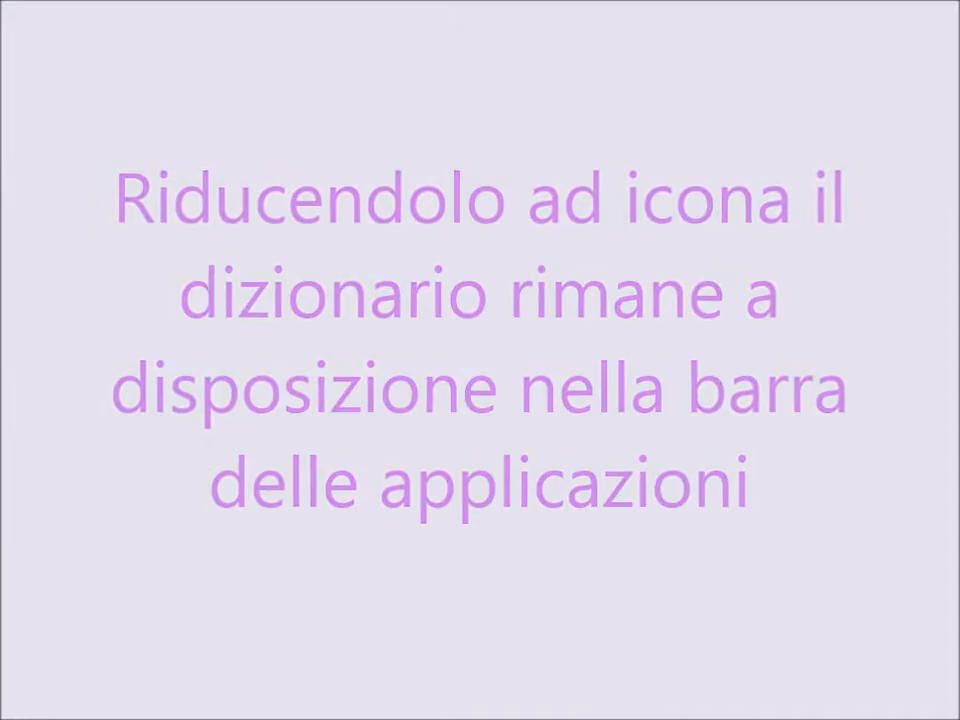 Riducendolo ad icona il
dizionario rimane a
disposizione nella barra
delle applicazioni